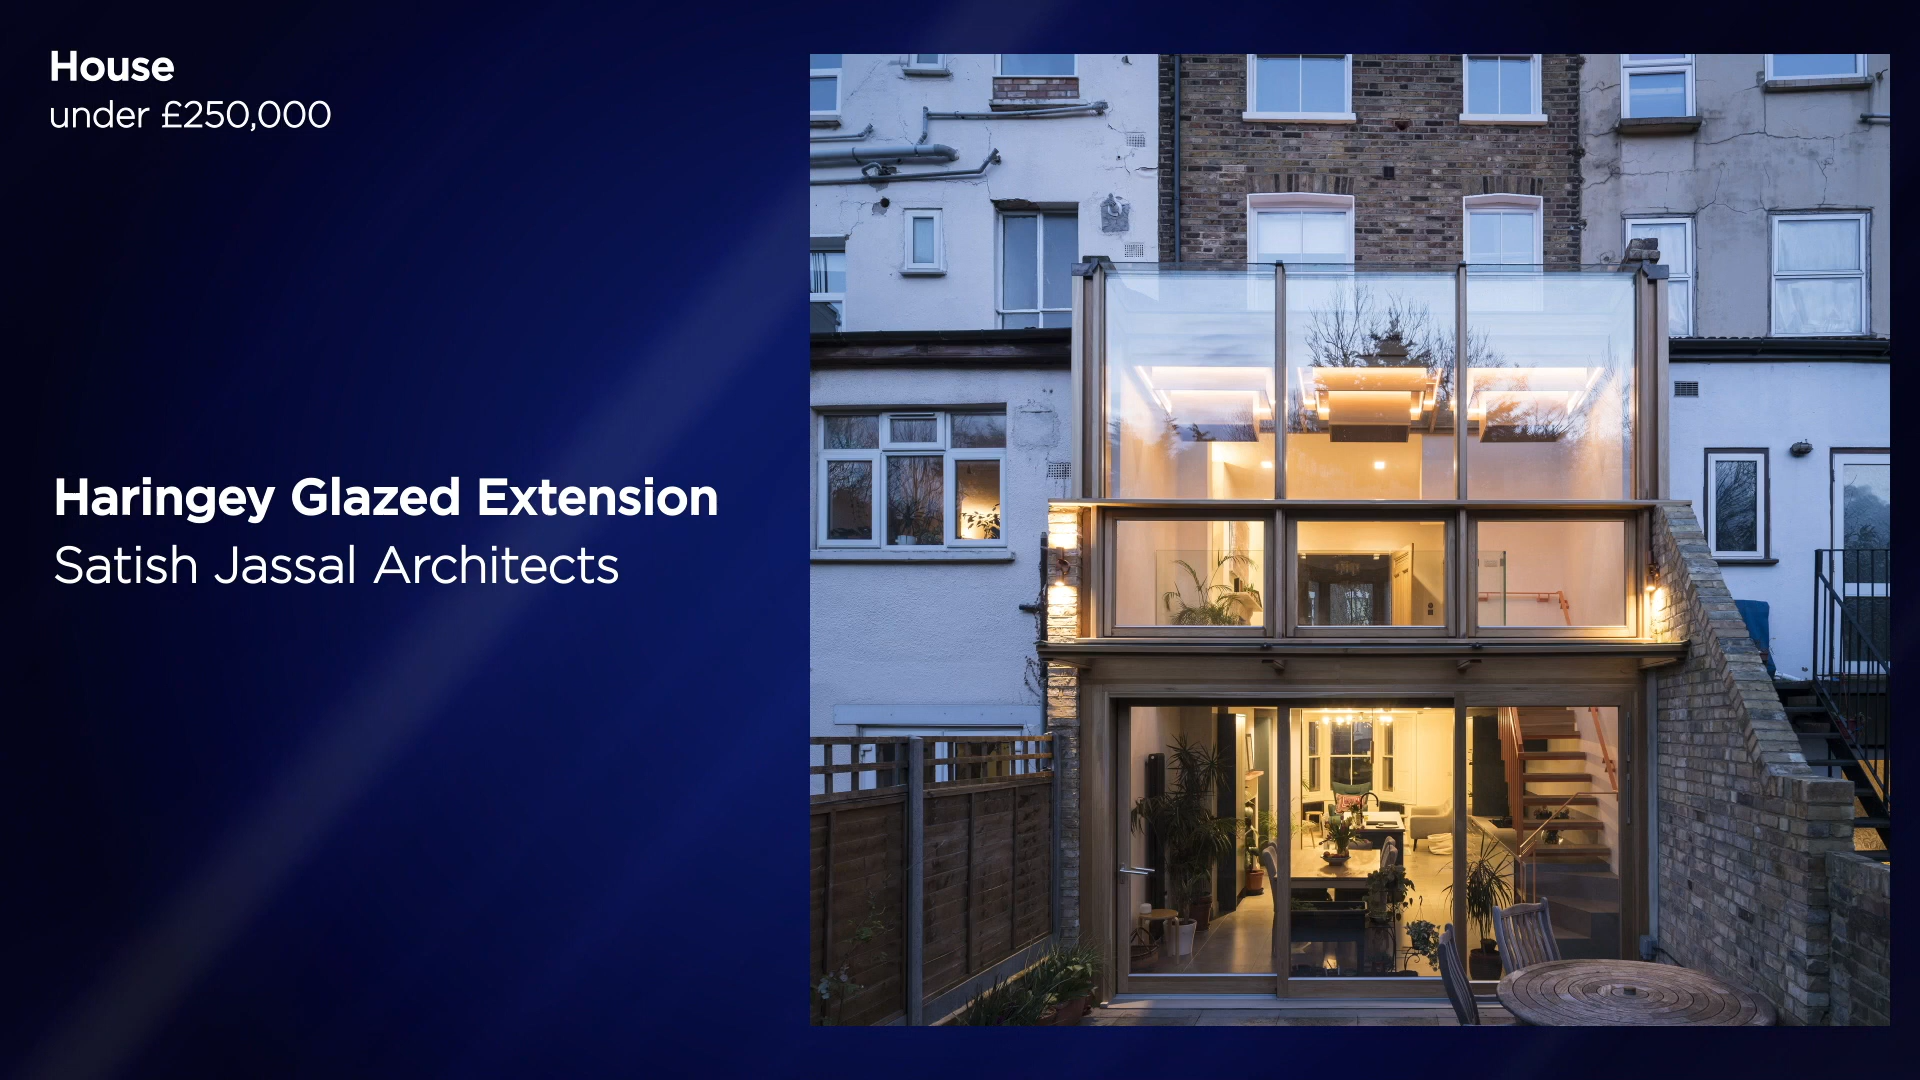 House
under £250,000
Haringey Glazed Extension
Satish Jassal Architects